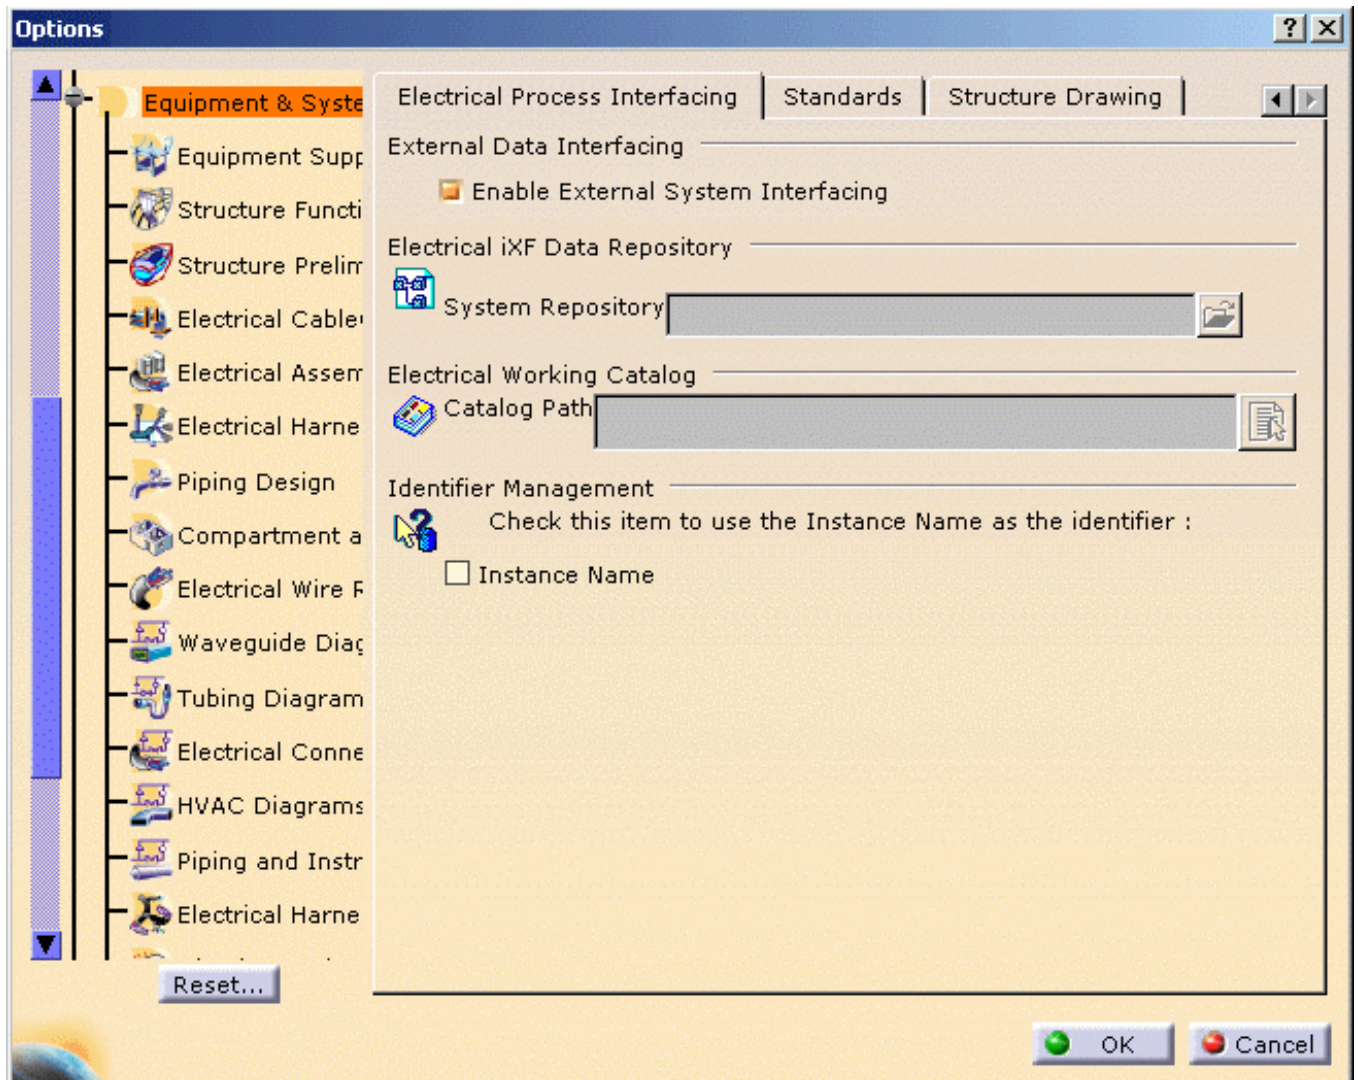 Options
Equipment & Syste
Equipment Supp
Structure Functi
Structure Prelim
Electrical Cable
Electrical Assem
Electrical Harne
Piping Design
Compartment a
Electrical Wire R
Waveguide Diag
Tubing Diagram
Electrical Conne
HVAC Diagrams
Piping and Instr
Electrical Harne
Reset...
Electrical Process Interfacing
Standards
Structure Drawing
External Data Interfacing
Enable External System Interfacing
Electrical iXF Data Repository
System Repository
Electrical Working Catalog
Catalog Path
Identifier Management
Check this item to use the Instance Name as the identifier :
Instance Name
OK
Cancel